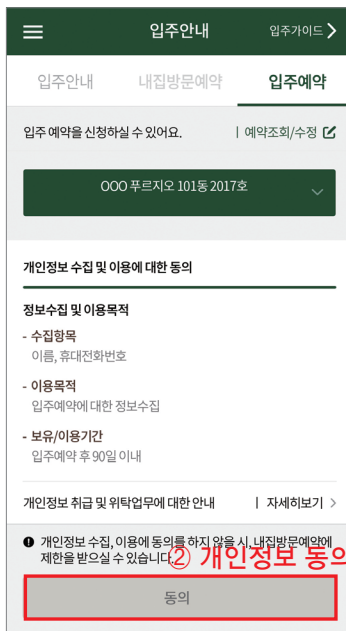 입주안내
입주가이드
입주안내
내집방문예약
입주예약
입주 예약을 신청하실 수 있어요.
| 예약조회/수정
OOO 푸르지오 101동 2017호
개인정보 수집 및 이용에 대한 동의
정보수집 및 이용목적
- 수집항목
이름, 휴대전화번호
- 이용목적
입주예약에 대한 정보수집
- 보유/이용기간
입주예약 후 90일 이내
개인정보 취급 및 위탁업무에 대한 안내
| 자세히보기 >
개인정보 수집, 이용에 동의를 하지 않을 시, 내집방문예약에
제한을 받으실 수 있습니다.
② 개인정보 동의
동의